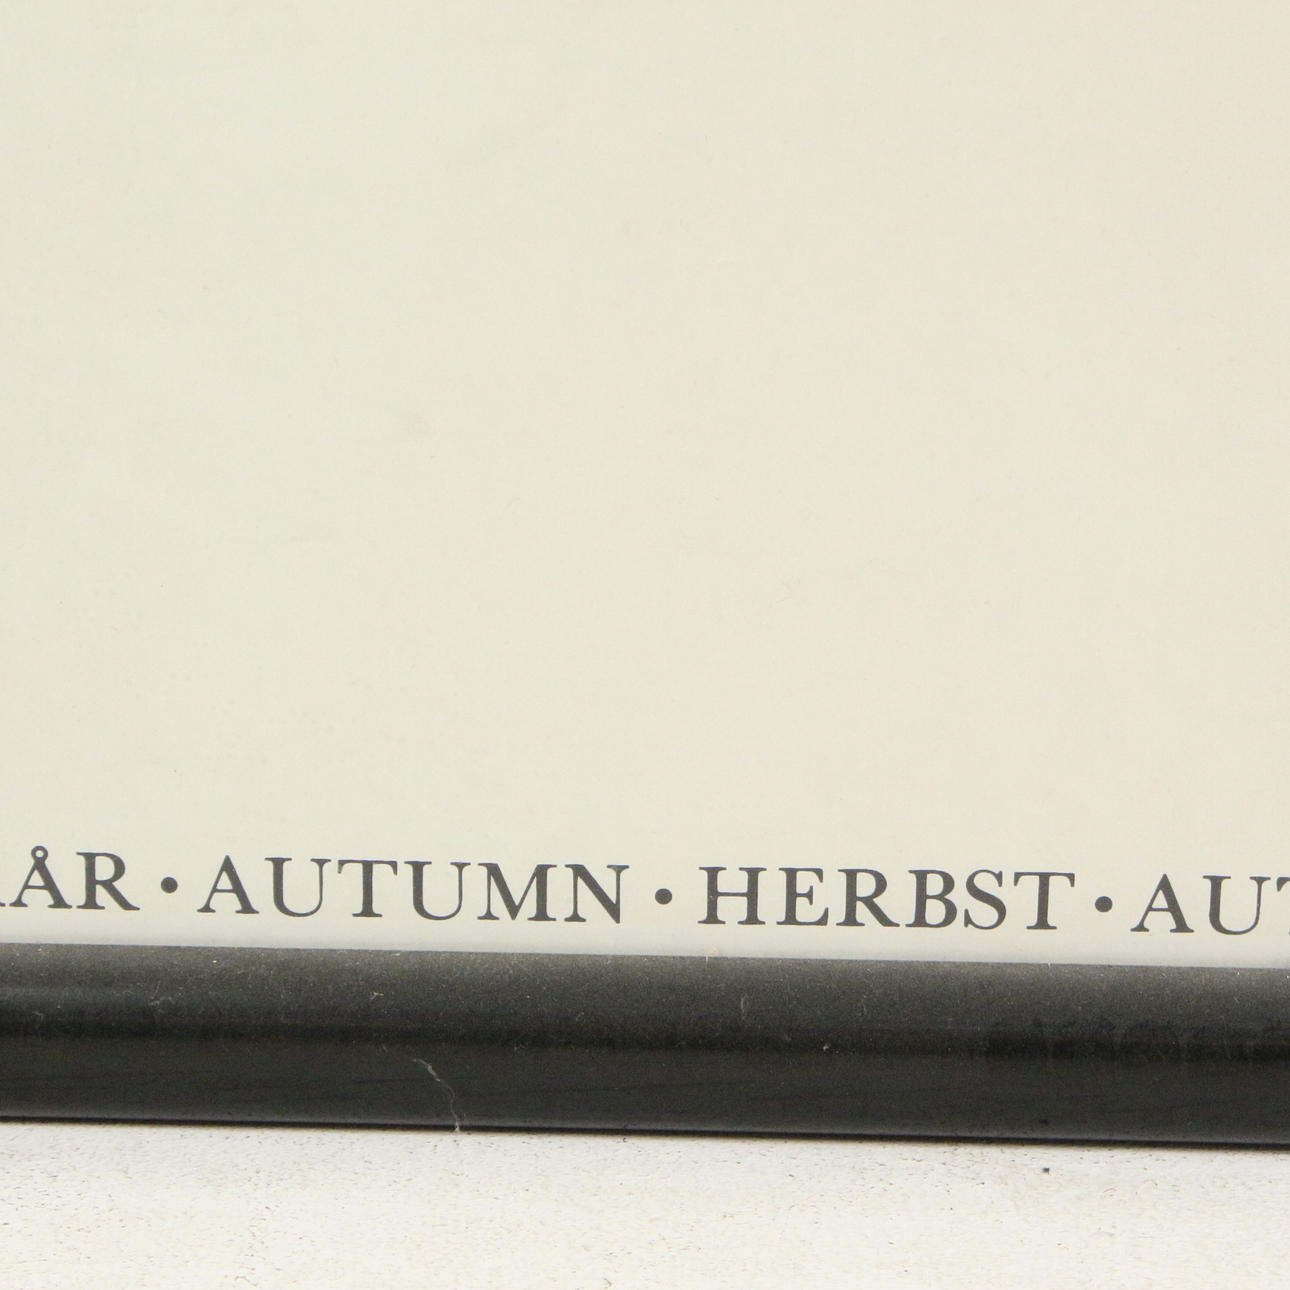 ÅR · AUTUMN · HERBST · AUT